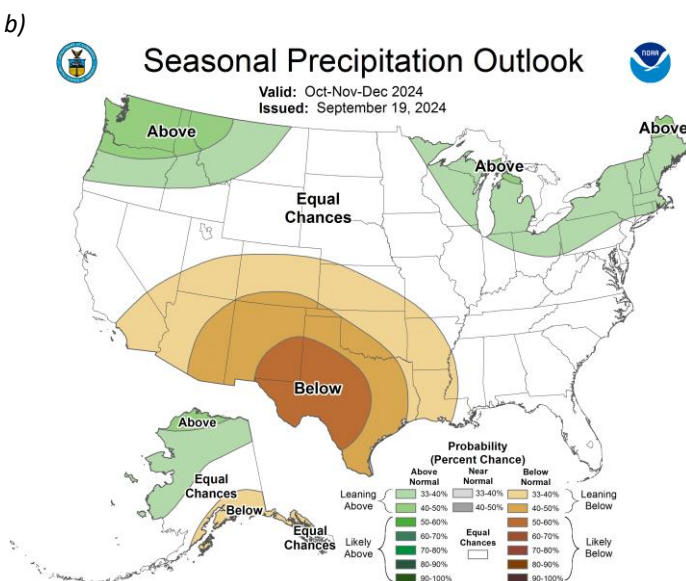 b)
Seasonal Precipitation Outlook
NOAA
Valid: Oct-Nov-Dec 2024
Issued: September 19, 2024
Above
Above
Above
Equal
Chances
Below
Above
Equal
Chances
Below
Equal
Chances
Probability
(Percent Chance)
Above
Normal
Near
Normal
Below
Normal
Leaning
Above
33-40%
33-40%
33-40%
Leaning
Below
40-50%
40-50%
40-50%
Likely
Above
50-60%
60-70%
70-80%
80-90%
90-100%
Equal
Chances
50-60%
60-70%
70-80%
80-90%
90-100%
Likely
Below